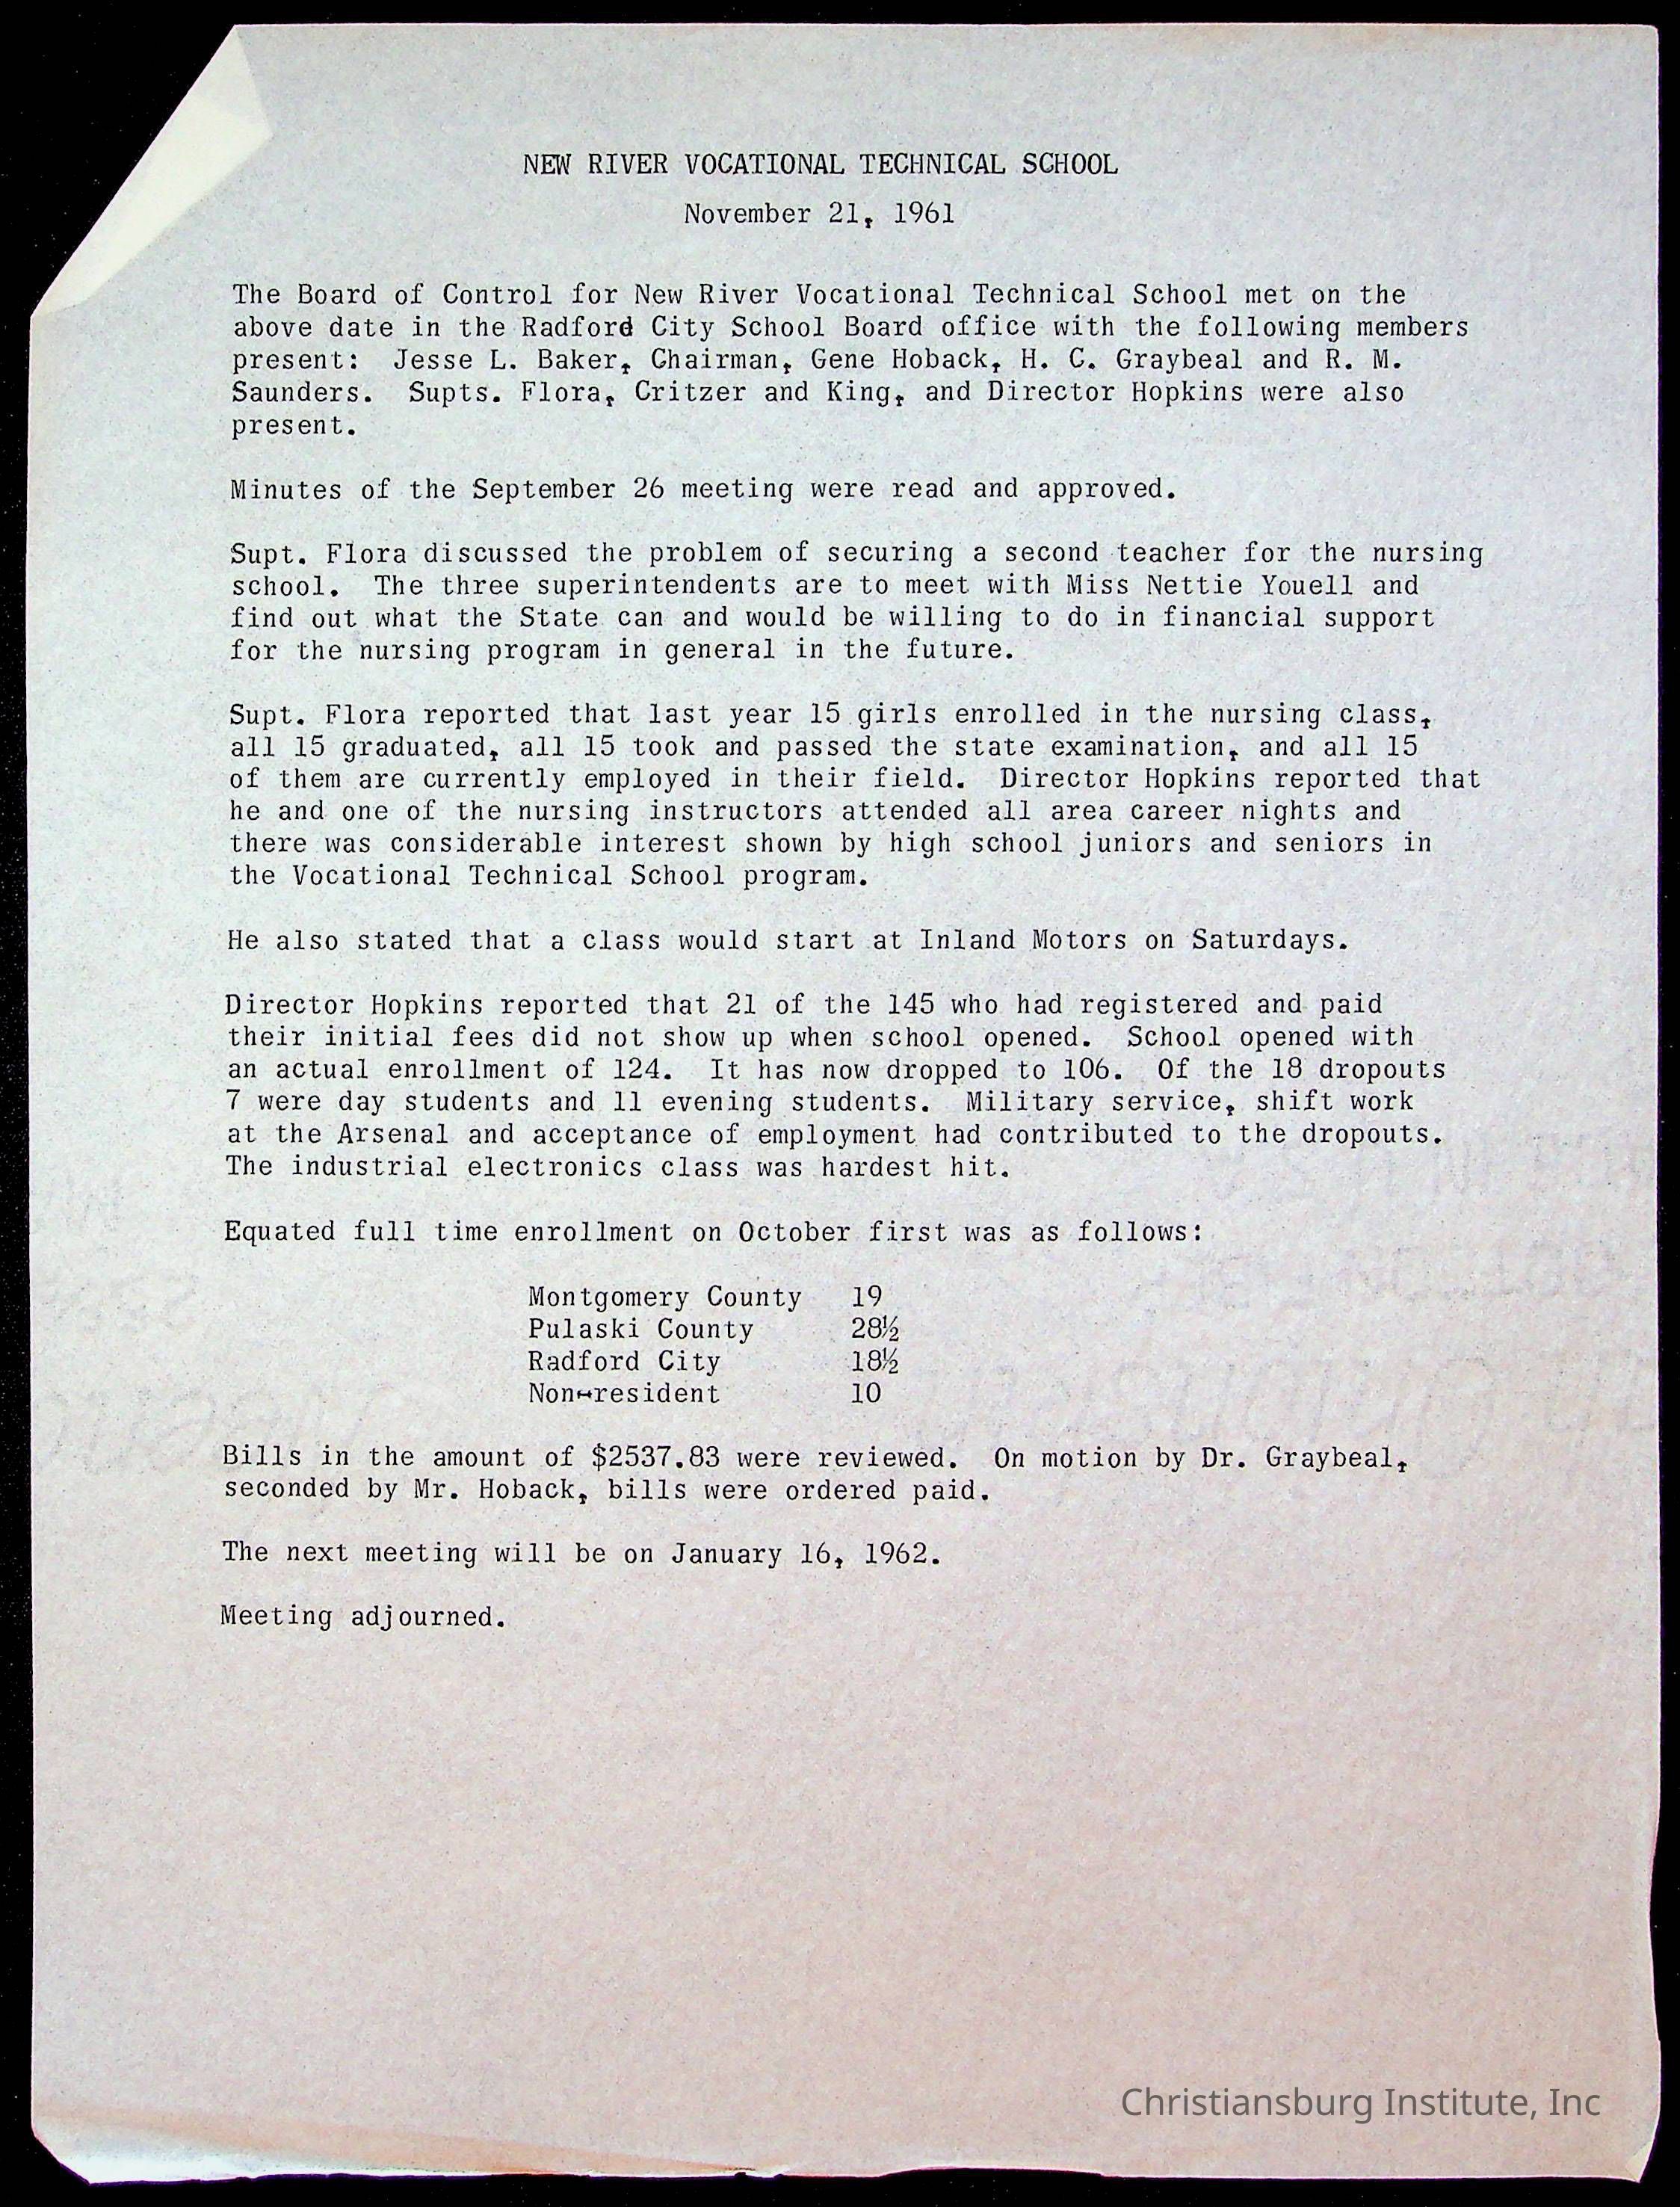 NEW RIVER VOCATIONAL TECHNICAL SCHOOL
November 21, 1961
The Board of Control for New River Vocational Technical School met on the
above date in the Radford City School Board office with the following members
present:  Jesse L. Baker, Chairman, Gene Hoback, H. C. Graybeal and R. M.
Saunders.  Supts. Flora, Critzer and King, and Director Hopkins were also
present.
Minutes of the September 26 meeting were read and approved.
Supt. Flora discussed the problem of securing a second teacher for the nursing
school.  The three superintendents are to meet with Miss Nettie Youell and
find out what the State can and would be willing to do in financial support
for the nursing program in general in the future.
Supt. Flora reported that last year 15 girls enrolled in the nursing class,
all 15 graduated, all 15 took and passed the state examination, and all 15
of them are currently employed in their field.  Director Hopkins reported that
he and one of the nursing instructors attended all area career nights and
there was considerable interest shown by high school juniors and seniors in
the Vocational Technical School program.
He also stated that a class would start at Inland Motors on Saturdays.
Director Hopkins reported that 21 of the 145 who had registered and paid
their initial fees did not show up when school opened.  School opened with
an actual enrollment of 124.  It has now dropped to 106.  Of the 18 dropouts
7 were day students and 11 evening students.  Military service, shift work
at the Arsenal and acceptance of employment had contributed to the dropouts.
The industrial electronics class was hardest hit.
Equated full time enrollment on October first was as follows:
Montgomery County   19
Pulaski County      28½
Radford City        18½
Non-resident        10
Bills in the amount of $2537.83 were reviewed.  On motion by Dr. Graybeal,
seconded by Mr. Hoback, bills were ordered paid.
The next meeting will be on January 16, 1962.
Meeting adjourned.
Christiansburg Institute, Inc